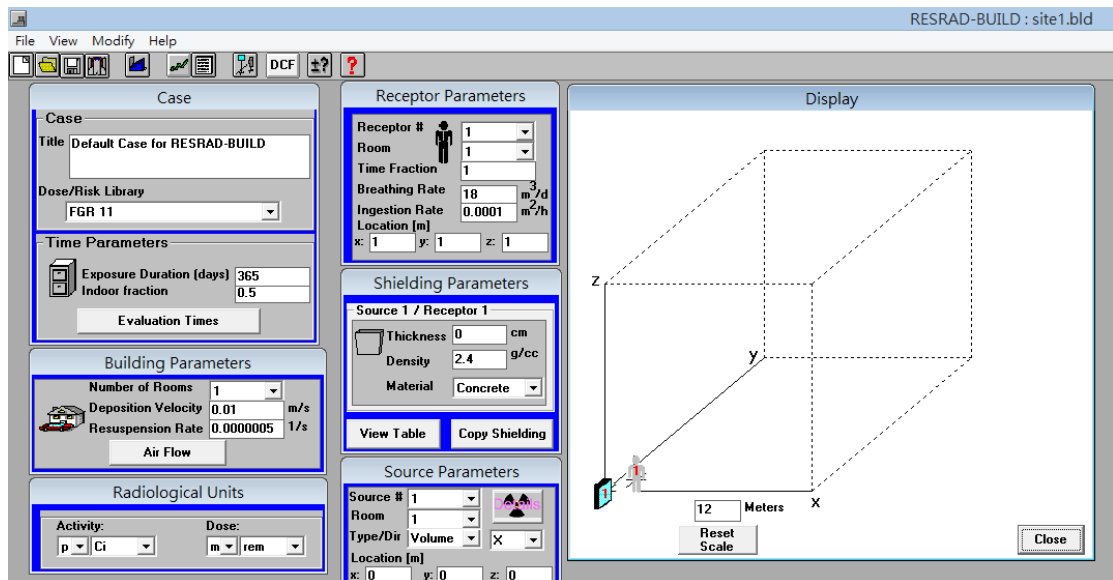 RESRAD-BUILD : site1.bld
File View Modify Help
DCF ±? ?
Case
Case
Title Default Case for RESRAD-BUILD
Dose/Risk Library
FGR 11
Time Parameters
Exposure Duration (days) 365
Indoor fraction 0.5
Evaluation Times
Building Parameters
Number of Rooms 1
Deposition Velocity 0.01 m/s
Resuspension Rate 0.0000005 1/s
Air Flow
Radiological Units
Activity: Dose:
p Ci m rem
Receptor Parameters
Receptor # 1
Room 1
Time Fraction 1
Breathing Rate 18 m3/d
Ingestion Rate 0.0001 m2/h
Location [m]
x: 1 y: 1 z: 1
Shielding Parameters
Source 1 / Receptor 1
Thickness 0 cm
Density 2.4 g/cc
Material Concrete
View Table Copy Shielding
Source Parameters
Source # 1 Details
Room 1
Type/Dir Volume X
Location [m]
x: 0 y: 0 z: 0
Display
z
y
1
1
x
12 Meters
Reset Scale
Close